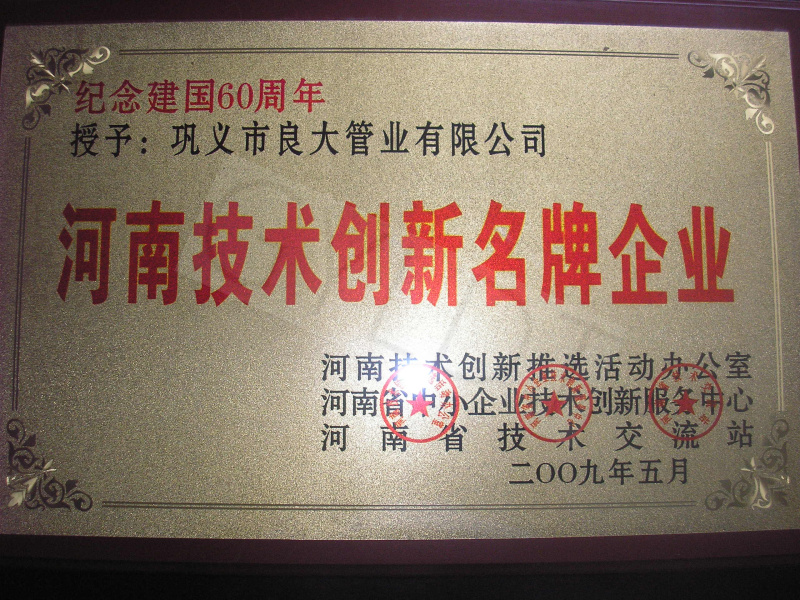 纪念建国60周年
授予：巩义市良大管业有限公司
河南技术创新名牌企业
河南技术创新推选活动办公室
河南省中小企业技术创新服务中心
河南省技术交流站
二〇〇九年五月